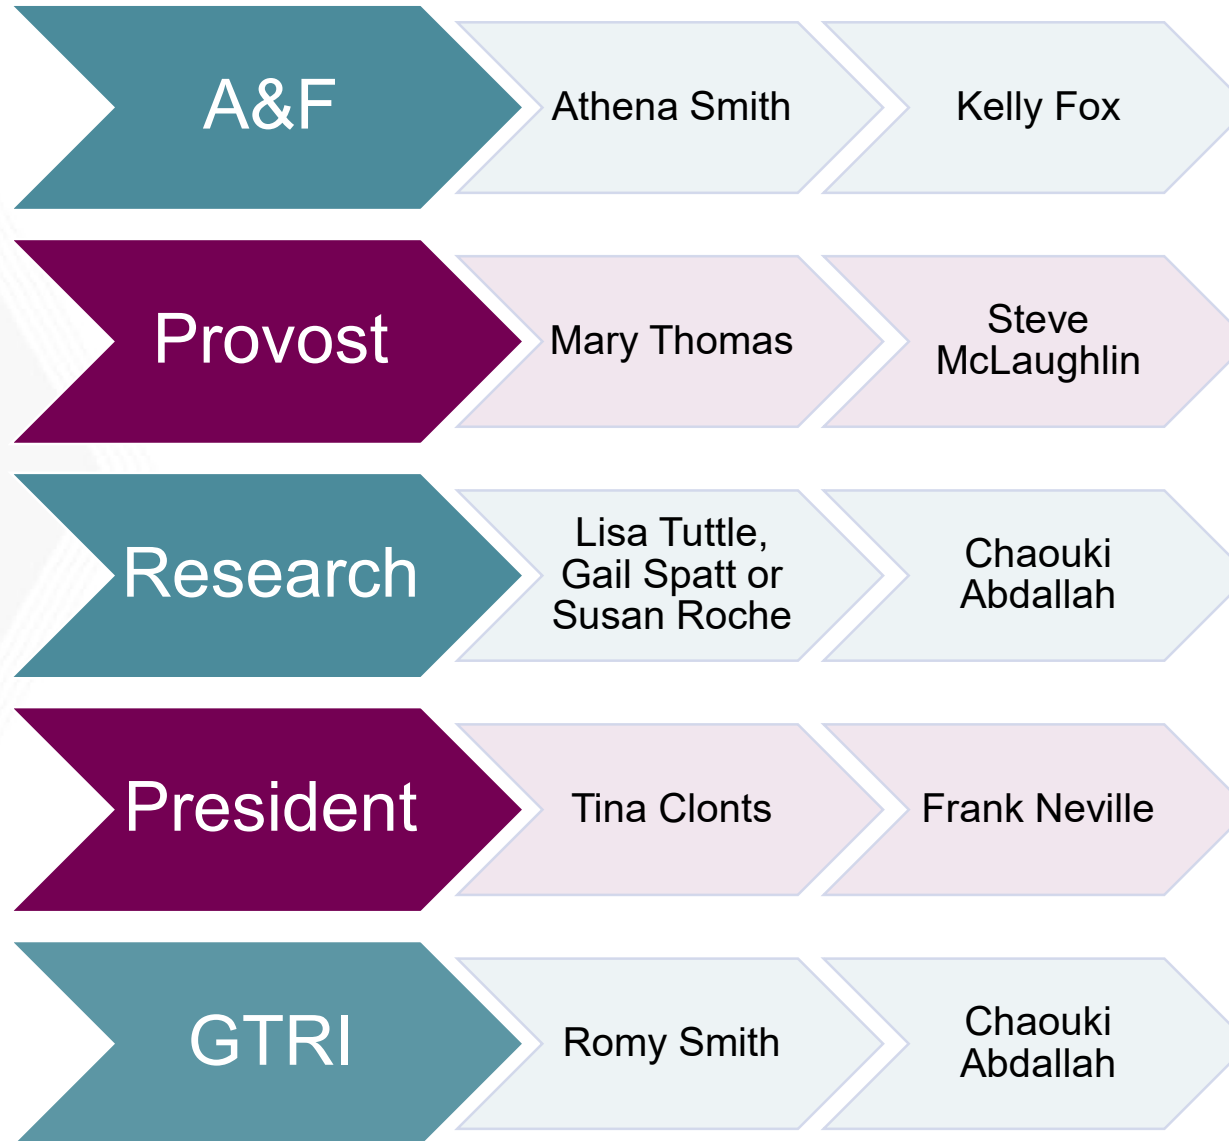 A&F
Athena Smith
Kelly Fox
Provost
Mary Thomas
Steve
McLaughlin
Research
Lisa Tuttle,
Gail Spatt or
Susan Roche
Chaouki
Abdallah
President
Tina Clonts
Frank Neville
GTRI
Romy Smith
Chaouki
Abdallah